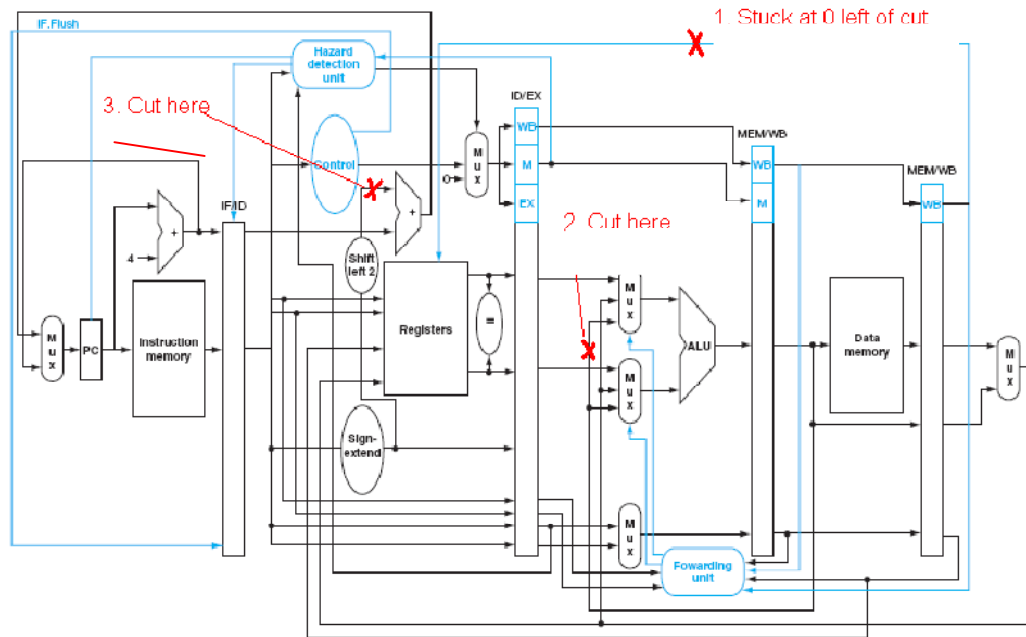 1. Stuck at 0 left of cut
IF.Flush
Hazard
detection
unit
3. Cut here
ID/EX
WB
M
EX
MEM/WB
WB
M
MEM/WB
WB
Control
M
u
x
0
IF/ID
+
4
+
Shift
left 2
2. Cut here
M
u
x
PC
Instruction
memory
Registers
=
M
u
x
M
u
x
ALU
Data
memory
M
u
x
Sign-
extend
M
u
x
Fowarding
unit